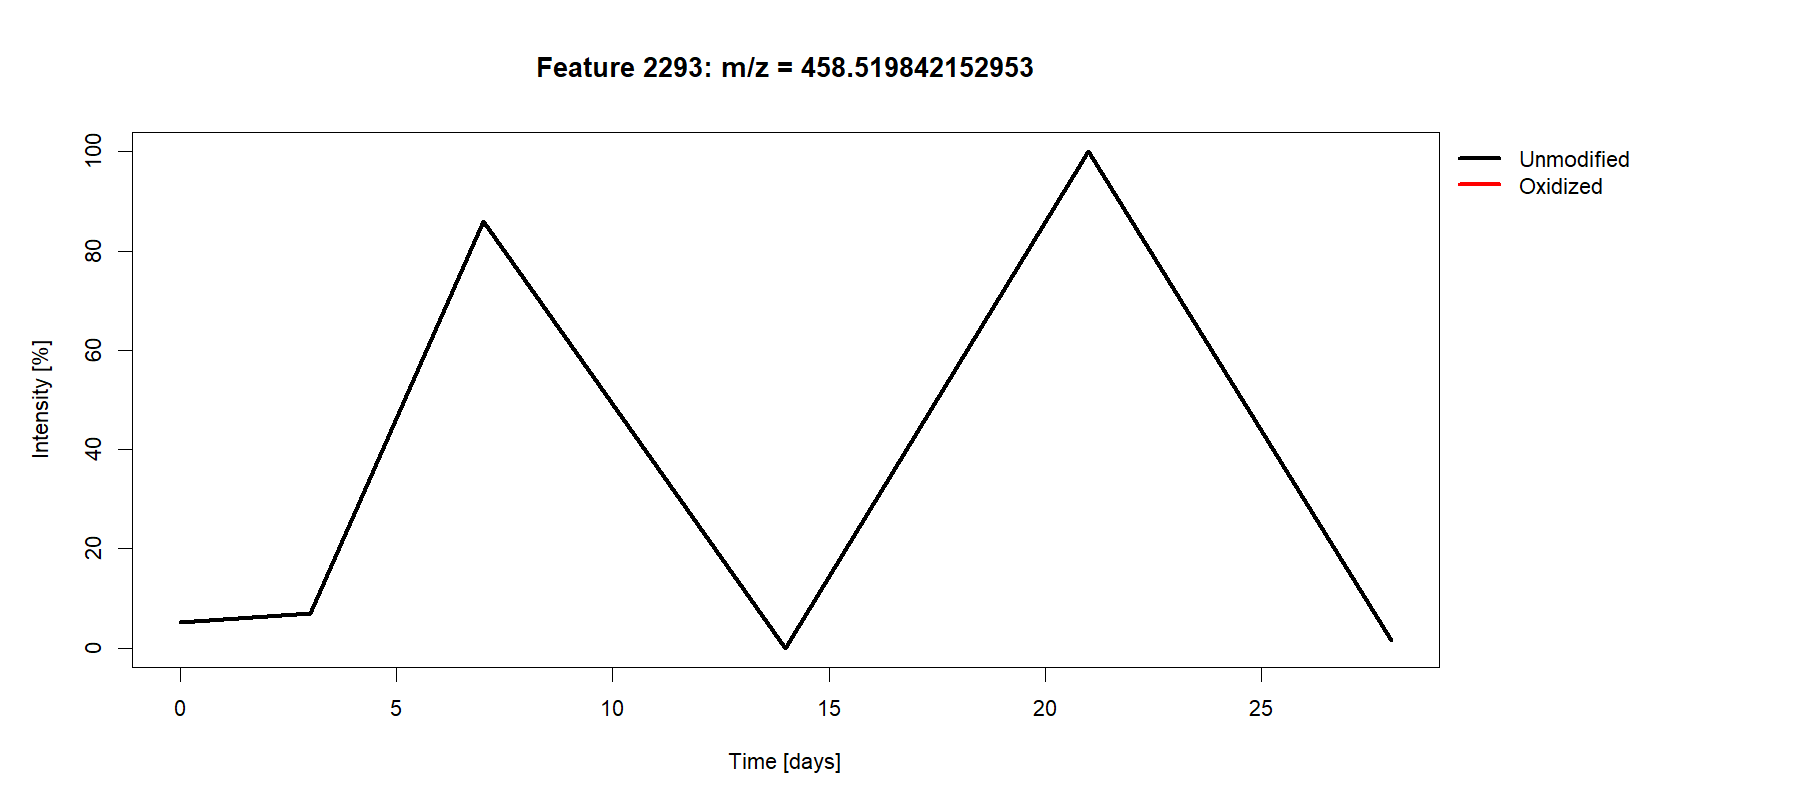 Feature 2293: m/z = 458.519842152953
Unmodified
Oxidized
Intensity [%]
100
80
60
40
20
0
0 5 10 15 20 25
Time [days]